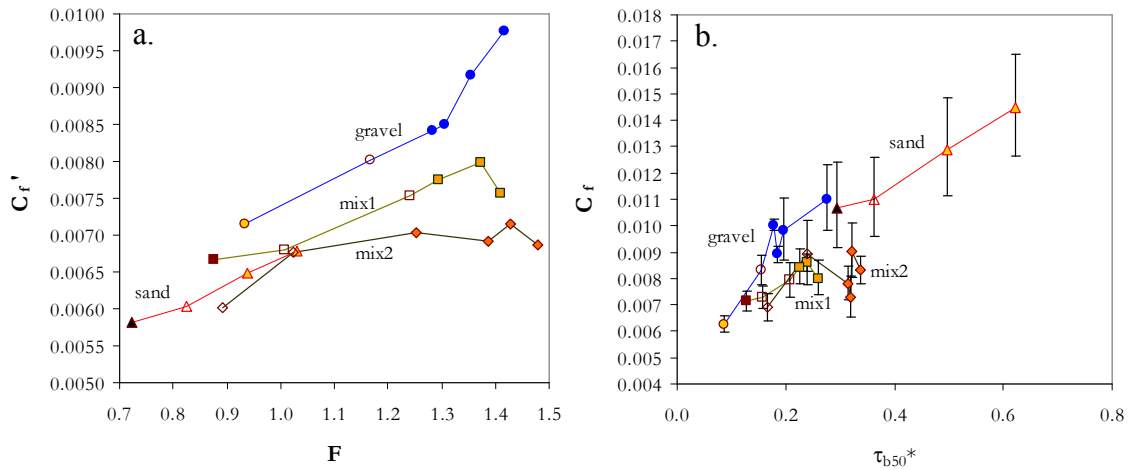 a.
0.0100
0.0095
0.0090
0.0085
0.0080
0.0075
0.0070
0.0065
0.0060
0.0055
0.0050
C f '
gravel
mix1
mix2
sand
0.7 0.8 0.9 1.0 1.1 1.2 1.3 1.4 1.5
F
b.
0.018
0.017
0.016
0.015
0.014
0.013
0.012
0.011
0.010
0.009
0.008
0.007
0.006
0.005
0.004
C f
sand
gravel
mix2
mix1
0.0 0.2 0.4 0.6 0.8
τb50*